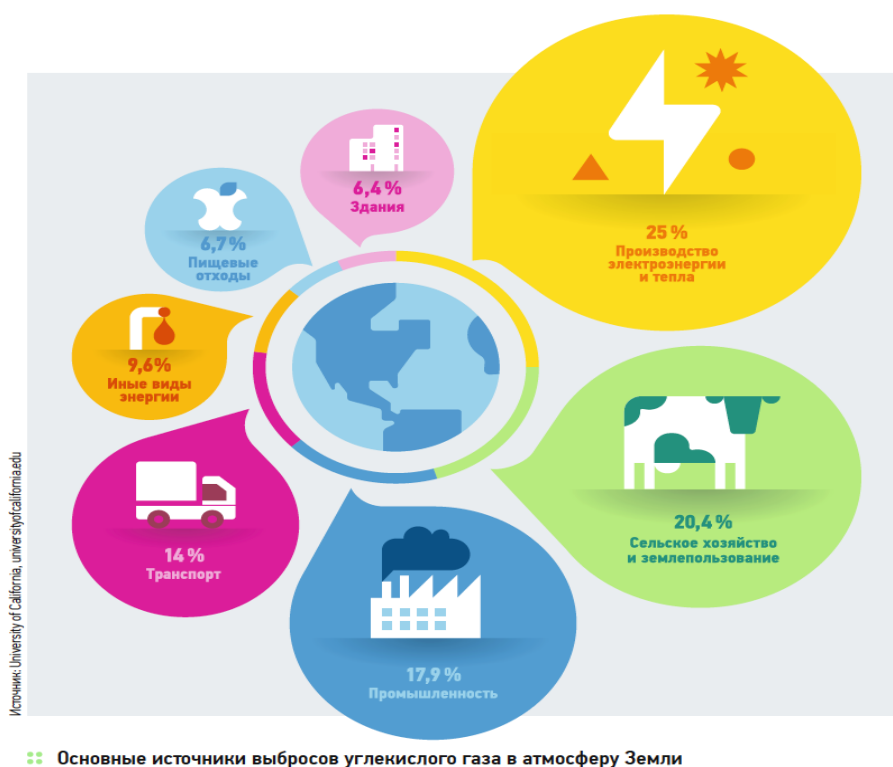 6,4 %
Здания
6,7 %
Пищевые
отходы
25 %
Производство
электроэнергии
и тепла
9,6%
Иные виды
энергии
14 %
Транспорт
20,4 %
Сельское хозяйство
и землепользование
17,9 %
Промышленность
Источник: University of California, universityofcalifornia.edu
Основные источники выбросов углекислого газа в атмосферу Земли